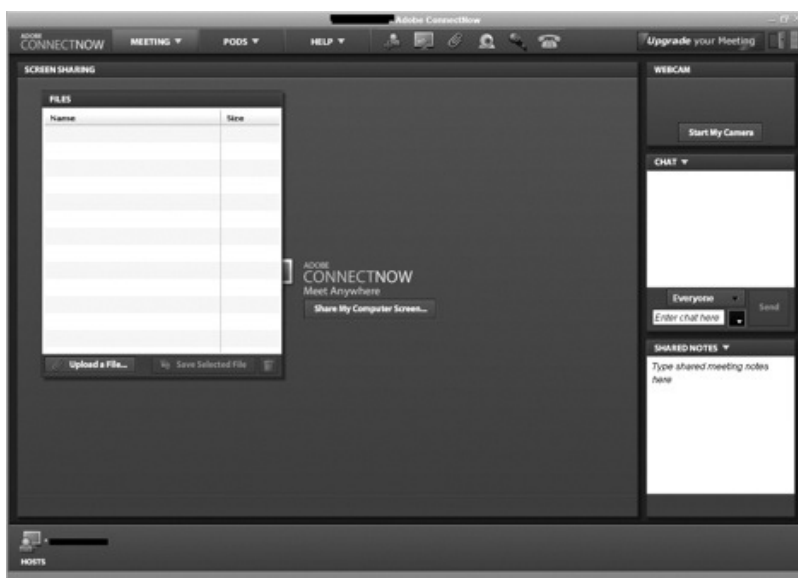 Adobe ConnectNow
ADOBE
CONNECTNOW
MEETING
PODS
HELP
Upgrade your Meeting
SCREEN SHARING
WEBCAM
Start My Camera
FILES
Name Size
CHAT
ADOBE
CONNECTNOW
Meet Anywhere
Share My Computer Screen...
Everyone
Enter chat here
Send
Upload a File...
Save Selected File
SHARED NOTES
Type shared meeting notes
here
HOSTS